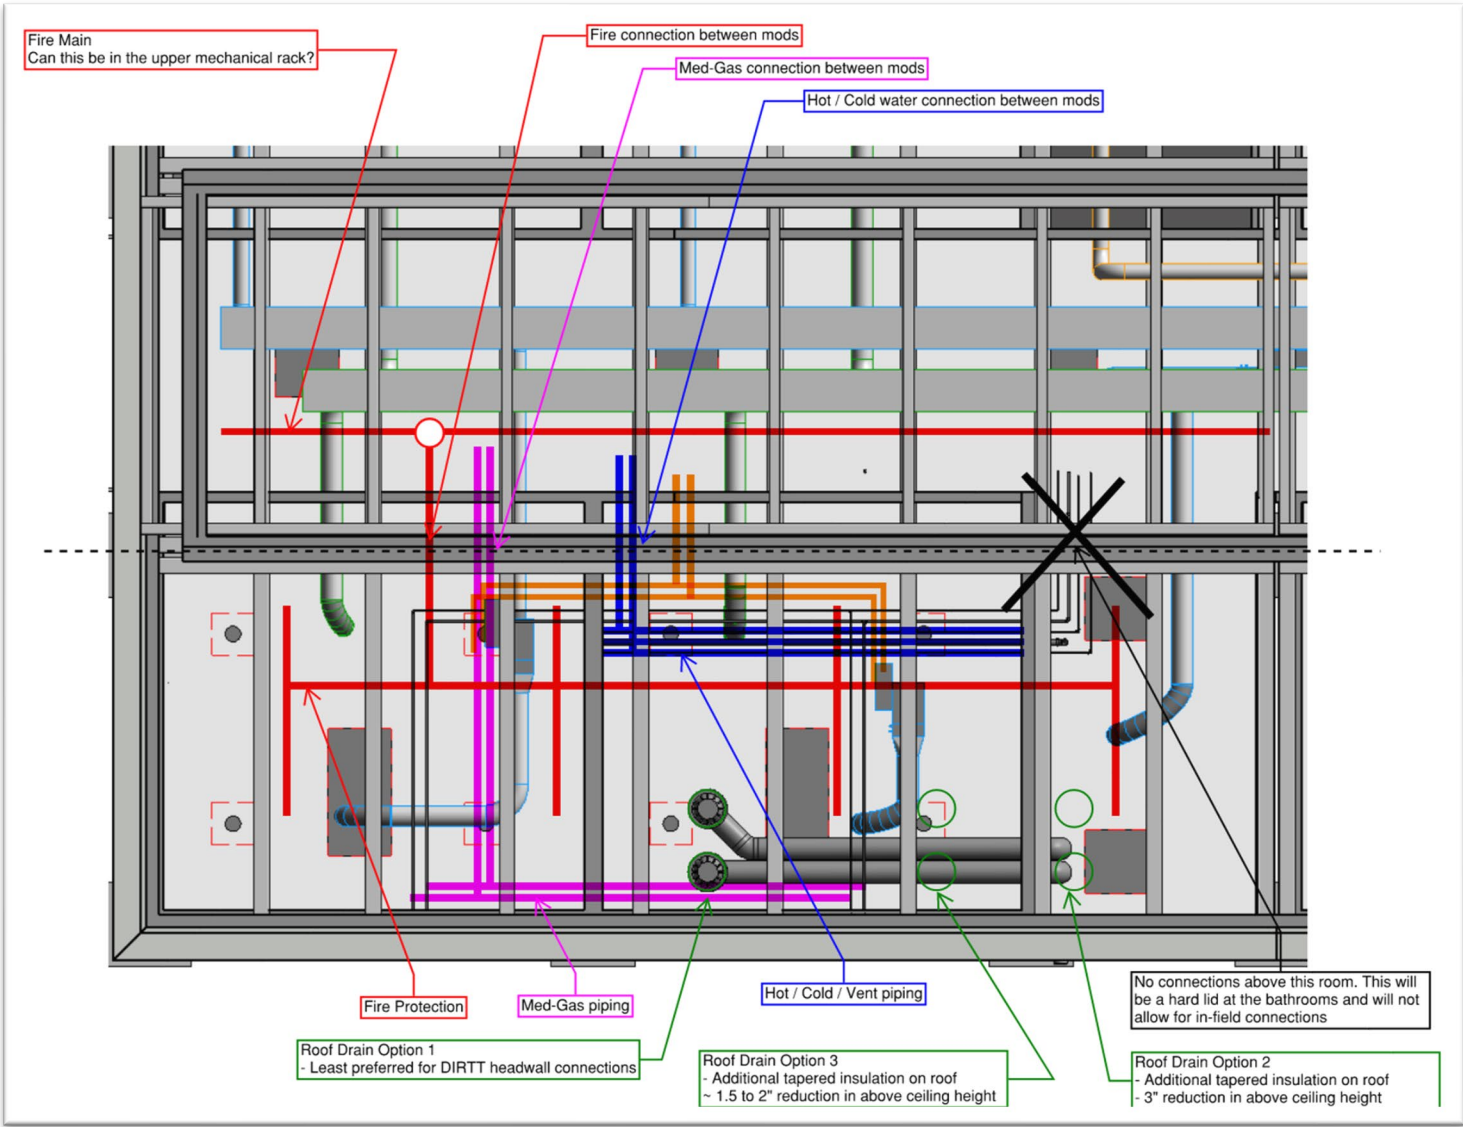 Fire Main
Can this be in the upper mechanical rack?
Fire connection between mods
Med-Gas connection between mods
Hot / Cold water connection between mods
No connections above this room. This will
be a hard lid at the bathrooms and will not
allow for in-field connections
Fire Protection
Med-Gas piping
Hot / Cold / Vent piping
Roof Drain Option 1
- Least preferred for DIRTT headwall connections
Roof Drain Option 3
- Additional tapered insulation on roof
~ 1.5 to 2" reduction in above ceiling height
Roof Drain Option 2
- Additional tapered insulation on roof
- 3" reduction in above ceiling height